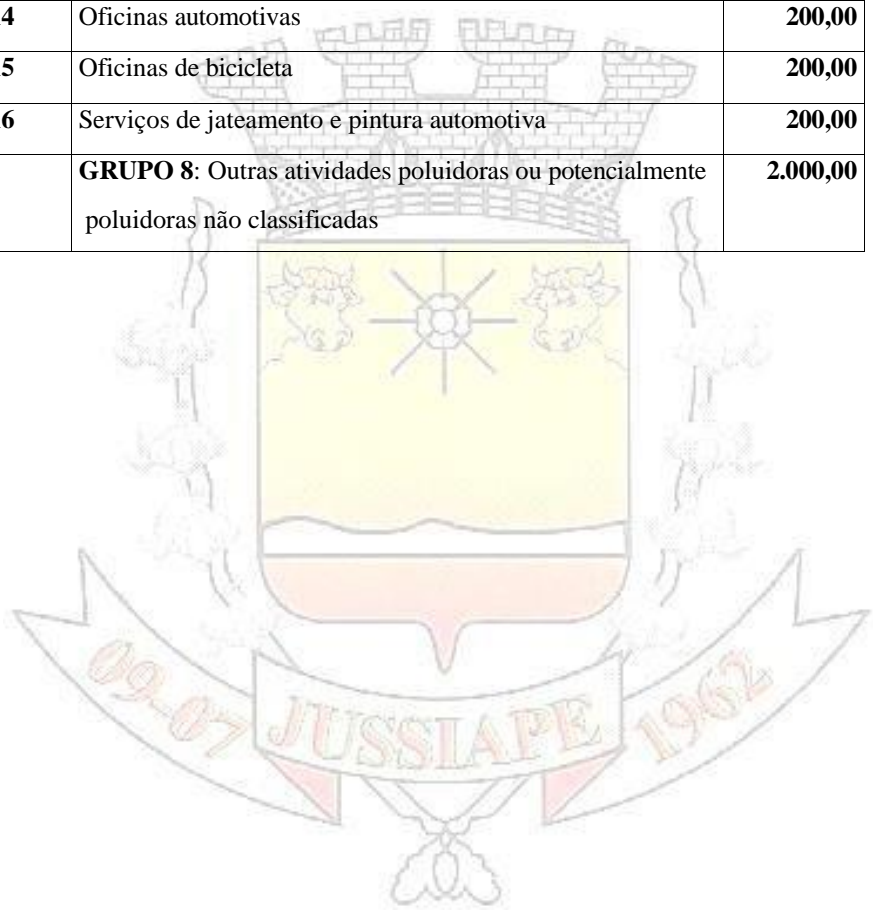 4 Oficinas automotivas 200,00
5 Oficinas de bicicleta 200,00
6 Serviços de jateamento e pintura automotiva 200,00
GRUPO 8: Outras atividades poluidoras ou potencialmente 2.000,00
poluidoras não classificadas
09-07 JUSSIAPE 1962